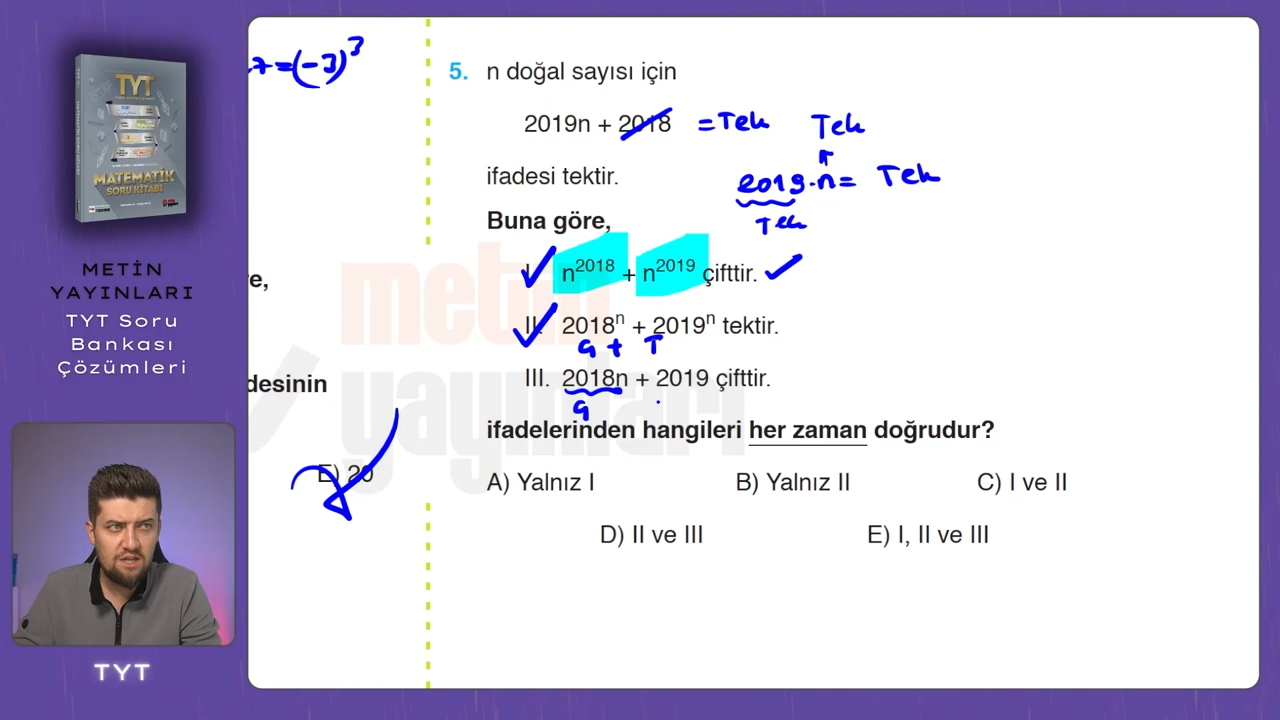 TYT
MATEMATİK
SORU KİTABI
METİN
YAYINLARI
TYT Soru
Bankası
Çözümleri
TYT
7 = (-3)³
e,
desinin
E) 20
5. n doğal sayısı için
2019n + 2018 = Tek
Tek
ifadesi tektir.
2019·n = Tek
Tek
Buna göre,
I. n²⁰¹⁸ + n²⁰¹⁹ çifttir.
II. 2018ⁿ + 2019ⁿ tektir.
Ç + T
III. 2018n + 2019 çifttir.
Ç
ifadelerinden hangileri her zaman doğrudur?
A) Yalnız I B) Yalnız II C) I ve II
D) II ve III E) I, II ve III
metin
yayınları